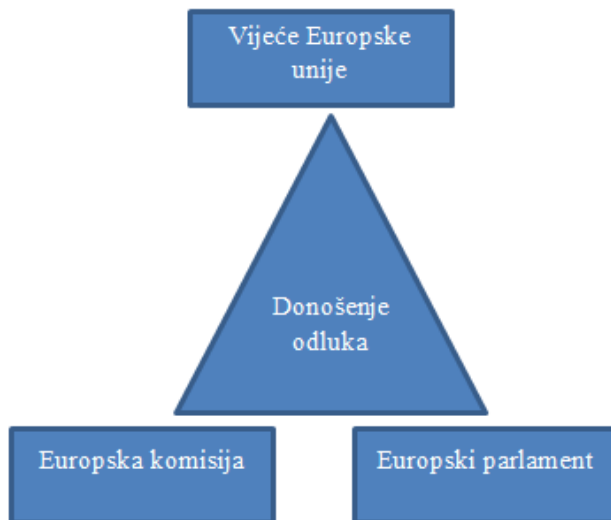 Vijeće Europske
unije
Donošenje
odluka
Europska komisija
Europski parlament